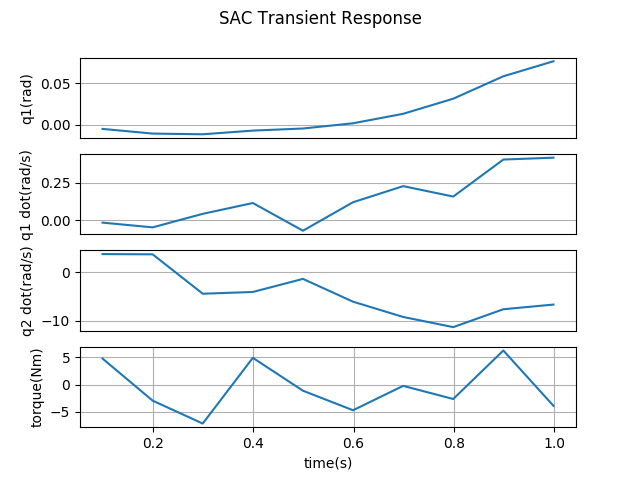 SAC Transient Response
q1(rad)
0.05
0.00
q1 dot(rad/s)
0.25
0.00
q2 dot(rad/s)
0
−10
torque(Nm)
5
0
−5
0.2 0.4 0.6 0.8 1.0
time(s)